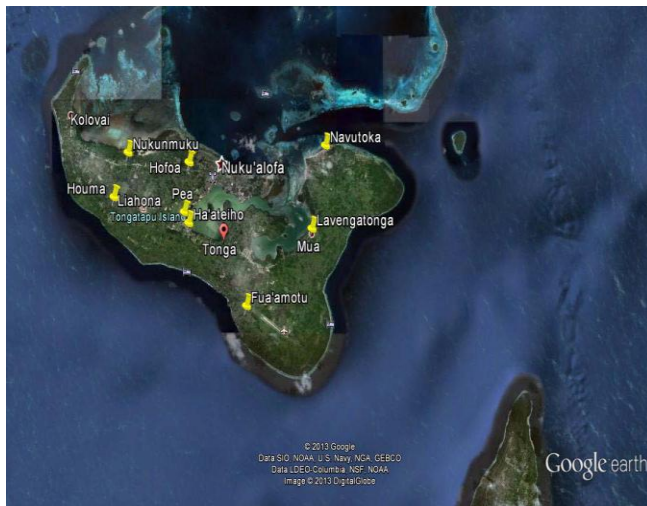 Kolovai
Navutoka
Nukunmuku
Hofoa
Nuku'alofa
Houma
Liahona
Pea
Tongatapu Island
Ha'ateiho
Lavengatonga
Tonga
Mua
Fua'amotu
© 2013 Google
Data SIO, NOAA, U.S. Navy, NGA, GEBCO
Data LDEO-Columbia, NSF, NOAA
Image © 2013 DigitalGlobe
Google earth